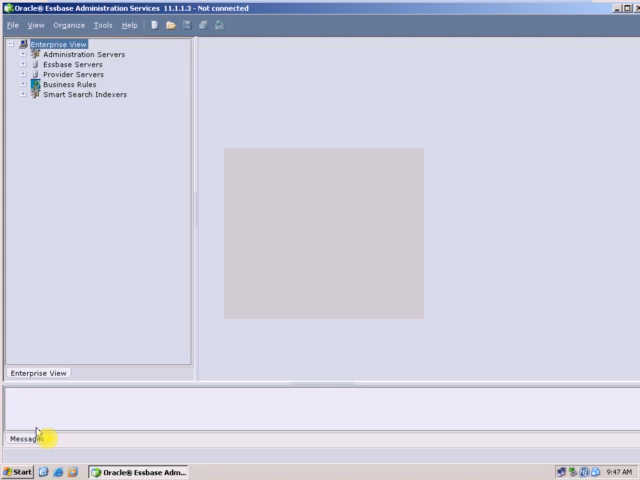 Oracle® Essbase Administration Services 11.1.1.3 - Not connected
File View Organize Tools Help
Enterprise View
Administration Servers
Essbase Servers
Provider Servers
Business Rules
Smart Search Indexers
Enterprise View
Messages
Start
Oracle® Essbase Adm...
9:47 AM